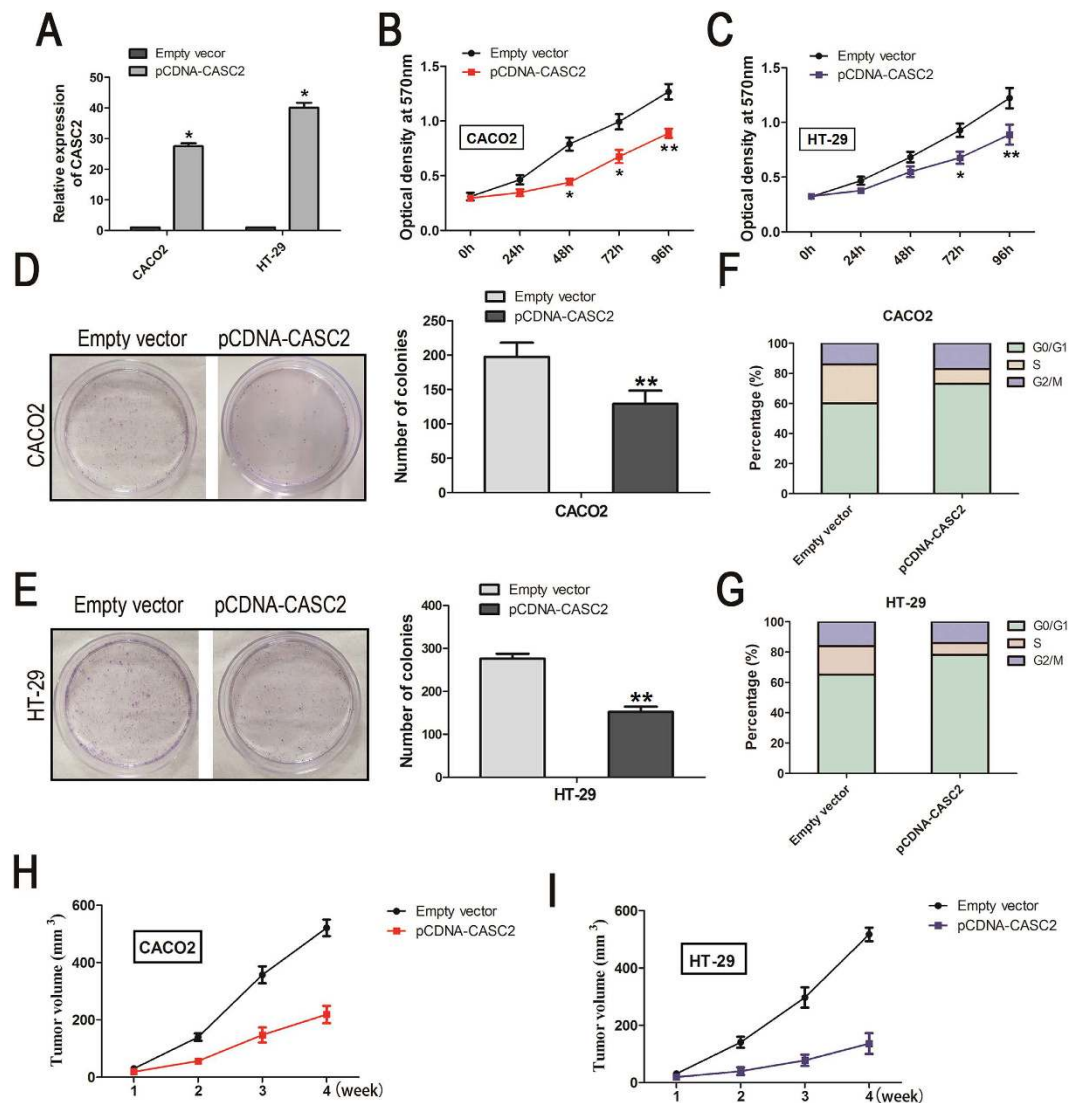 A
Empty vecor
pCDNA-CASC2
Relative expression
of CASC2
50
40
30
20
10
0
*
*
CACO2
HT-29
B
Empty vector
pCDNA-CASC2
Optical density at 570nm
1.5
1.0
0.5
0.0
CACO2
*
*
**
0h
24h
48h
72h
96h
C
Empty vector
pCDNA-CASC2
Optical density at 570nm
1.5
1.0
0.5
0.0
HT-29
*
**
0h
24h
48h
72h
96h
D
Empty vector
pCDNA-CASC2
CACO2
Empty vector
pCDNA-CASC2
Number of colonies
250
200
150
100
50
0
**
CACO2
F
CACO2
Percentage (%)
100
80
60
40
20
0
G0/G1
S
G2/M
Empty vector
pCDNA-CASC2
E
Empty vector
pCDNA-CASC2
HT-29
Empty vector
pCDNA-CASC2
Number of colonies
400
300
200
100
0
**
HT-29
G
HT-29
Percentage (%)
100
80
60
40
20
0
G0/G1
S
G2/M
Empty vector
pCDNA-CASC2
H
Tumor volume (mm 3)
600
400
200
0
CACO2
Empty vector
pCDNA-CASC2
1 2 3 4 (week)
I
Tumor volume (mm 3)
600
400
200
0
HT-29
Empty vector
pCDNA-CASC2
1 2 3 4 (week)